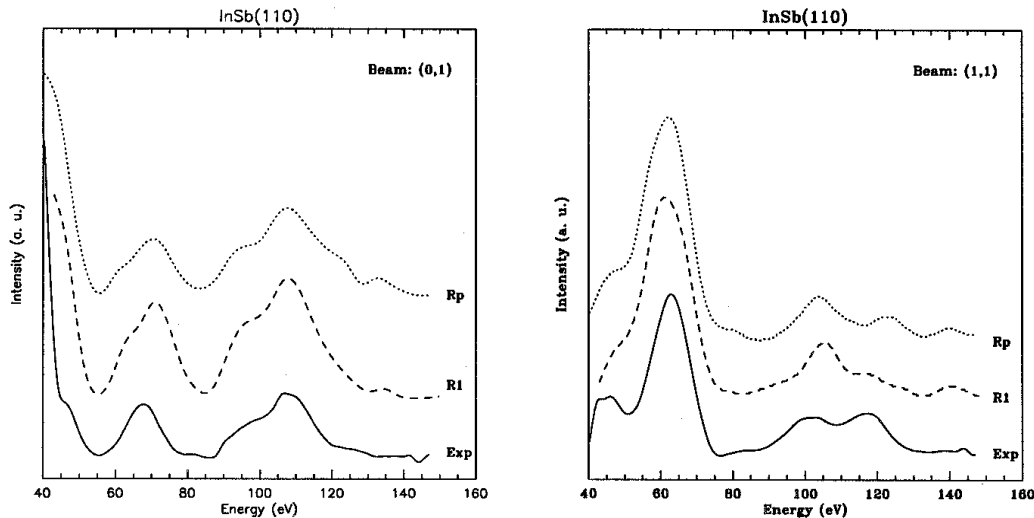 InSb(110)
Beam: (0,1)
Intensity (a. u.)
Rp
R1
Exp
40 60 80 100 120 140 160
Energy (eV)
InSb(110)
Beam: (1,1)
Intensity (a. u.)
Rp
R1
Exp
40 60 80 100 120 140 160
Energy (eV)